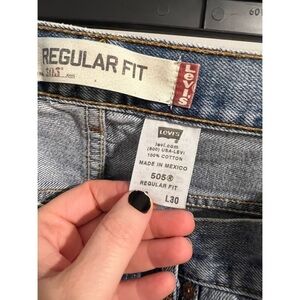 REGULAR FIT
Levi's
Levi's
levi.com
(800) USA-LEVI
100% COTTON
MADE IN MEXICO
505®
REGULAR FIT
L30